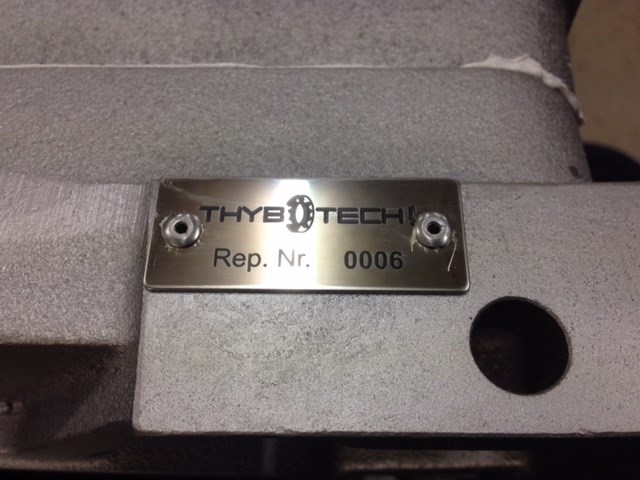 THYBOTECH!
Rep. Nr. 0006